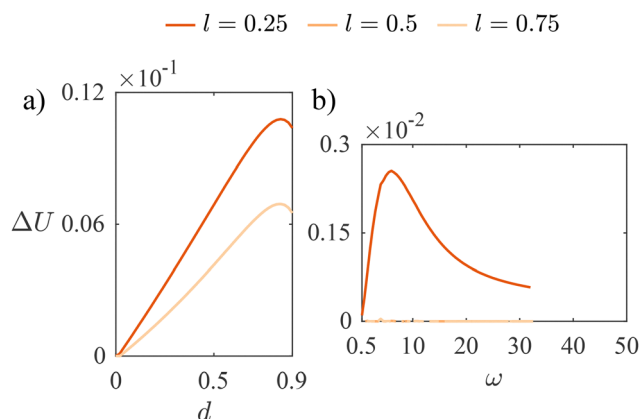 l = 0.25 l = 0.5 l = 0.75
a)
×10⁻¹
0.12
0.06
0
ΔU
0 0.5 0.9
d
b)
×10⁻²
0.3
0.15
0
0.5 10 20 30 40 50
ω